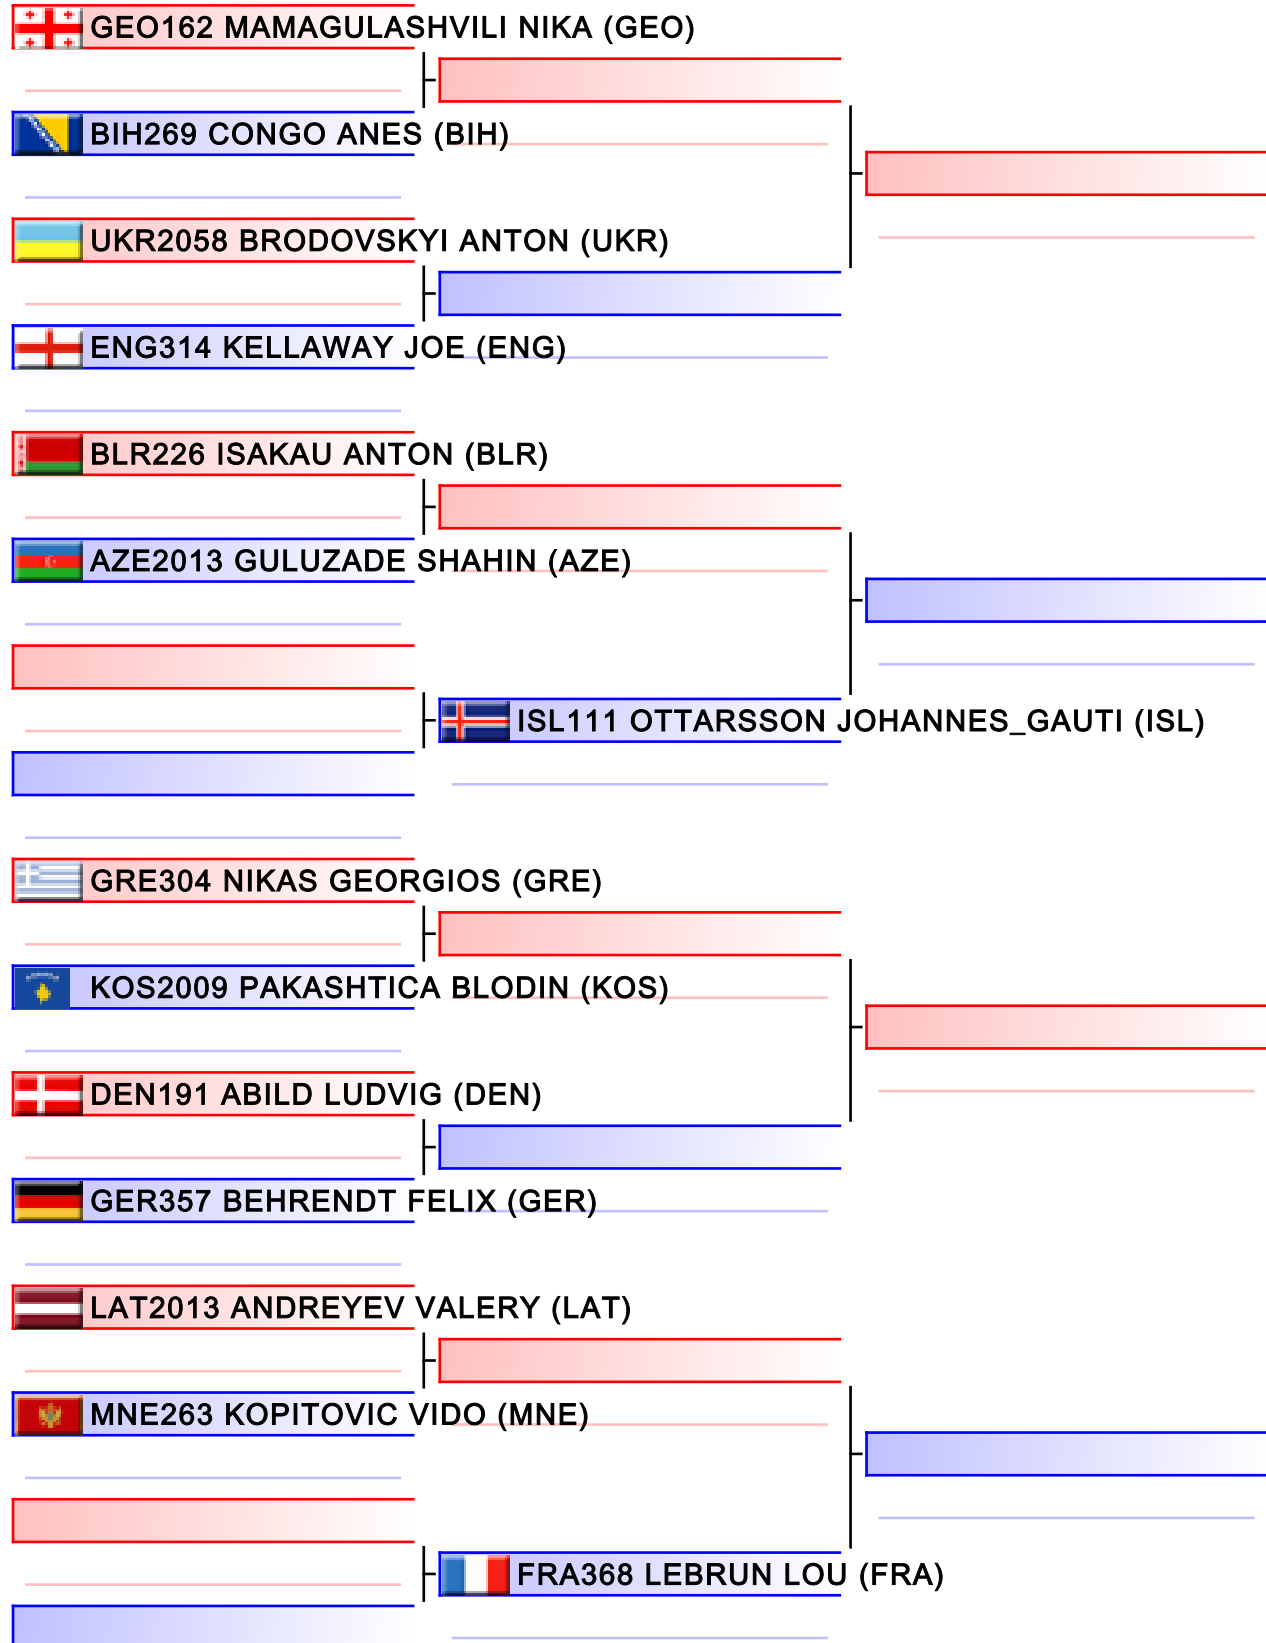 GEO162 MAMAGULASHVILI NIKA (GEO)
BIH269 CONGO ANES (BIH)
UKR2058 BRODOVSKYI ANTON (UKR)
ENG314 KELLAWAY JOE (ENG)
BLR226 ISAKAU ANTON (BLR)
AZE2013 GULUZADE SHAHIN (AZE)
ISL111 OTTARSSON JOHANNES_GAUTI (ISL)
GRE304 NIKAS GEORGIOS (GRE)
KOS2009 PAKASHTICA BLODIN (KOS)
DEN191 ABILD LUDVIG (DEN)
GER357 BEHRENDT FELIX (GER)
LAT2013 ANDREYEV VALERY (LAT)
MNE263 KOPITOVIC VIDO (MNE)
FRA368 LEBRUN LOU (FRA)